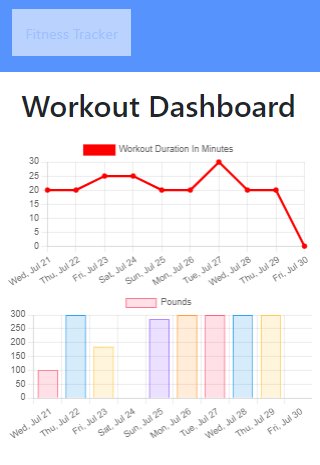 Fitness Tracker
Workout Dashboard
Workout Duration In Minutes
30
25
20
15
10
5
0
Wed, Jul 21
Thu, Jul 22
Fri, Jul 23
Sat, Jul 24
Sun, Jul 25
Mon, Jul 26
Tue, Jul 27
Wed, Jul 28
Thu, Jul 29
Fri, Jul 30
Pounds
300
250
200
150
100
50
0
Wed, Jul 21
Thu, Jul 22
Fri, Jul 23
Sat, Jul 24
Sun, Jul 25
Mon, Jul 26
Tue, Jul 27
Wed, Jul 28
Thu, Jul 29
Fri, Jul 30